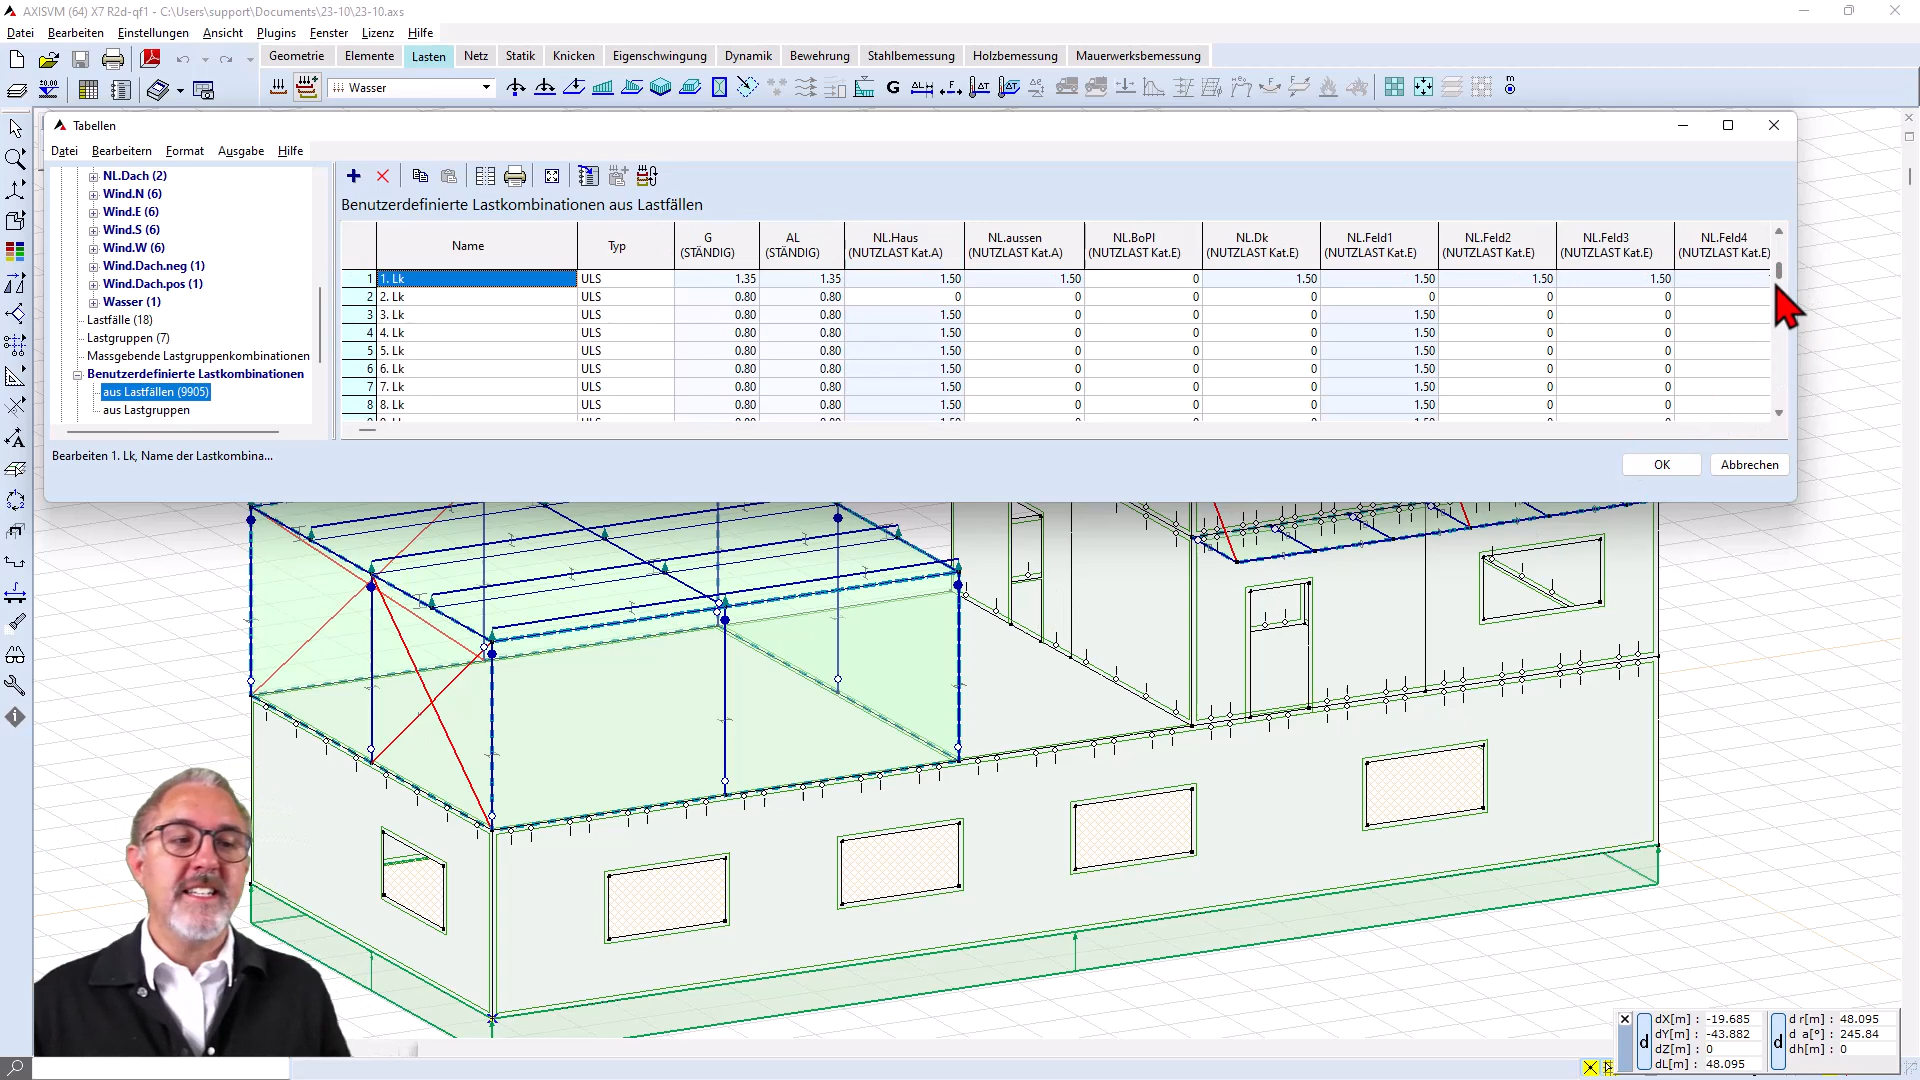 AXISVM (64) X7 R2d-qf1 - C:\Users\support\Documents\23-10\23-10.axs
Datei Bearbeiten Einstellungen Ansicht Plugins Fenster Lizenz Hilfe
Geometrie Elemente Lasten Netz Statik Knicken Eigenschwingung Dynamik Bewehrung Stahlbemessung Holzbemessung Mauerwerksbemessung
Wasser
Tabellen
Datei Bearbeitern Format Ausgabe Hilfe
NL.Dach (2)
Wind.N (6)
Wind.E (6)
Wind.S (6)
Wind.W (6)
Wind.Dach.neg (1)
Wind.Dach.pos (1)
Wasser (1)
Lastfälle (18)
Lastgruppen (7)
Massgebende Lastgruppenkombinationen
Benutzerdefinierte Lastkombinationen
aus Lastfällen (9905)
aus Lastgruppen
Benutzerdefinierte Lastkombinationen aus Lastfällen
Name Typ G (STÄNDIG) AL (STÄNDIG) NL.Haus (NUTZLAST Kat.A) NL.aussen (NUTZLAST Kat.A) NL.BoPl (NUTZLAST Kat.E) NL.Dk (NUTZLAST Kat.E) NL.Feld1 (NUTZLAST Kat.E) NL.Feld2 (NUTZLAST Kat.E) NL.Feld3 (NUTZLAST Kat.E) NL.Feld4 (NUTZLAST Kat.E)
1 1. Lk ULS 1.35 1.35 1.50 1.50 0 1.50 1.50 1.50 1.50
2 2. Lk ULS 0.80 0.80 0 0 0 0 0 0 0
3 3. Lk ULS 0.80 0.80 1.50 0 0 0 1.50 0 0
4 4. Lk ULS 0.80 0.80 1.50 0 0 0 1.50 0 0
5 5. Lk ULS 0.80 0.80 1.50 0 0 0 1.50 0 0
6 6. Lk ULS 0.80 0.80 1.50 0 0 0 1.50 0 0
7 7. Lk ULS 0.80 0.80 1.50 0 0 0 1.50 0 0
8 8. Lk ULS 0.80 0.80 1.50 0 0 0 1.50 0 0
Bearbeiten 1. Lk, Name der Lastkombina...
OK Abbrechen
dX[m] : -19.685
dY[m] : -43.882
dZ[m] : 0
dL[m] : 48.095
d r[m] : 48.095
d a[°] : 245.84
dh[m] : 0